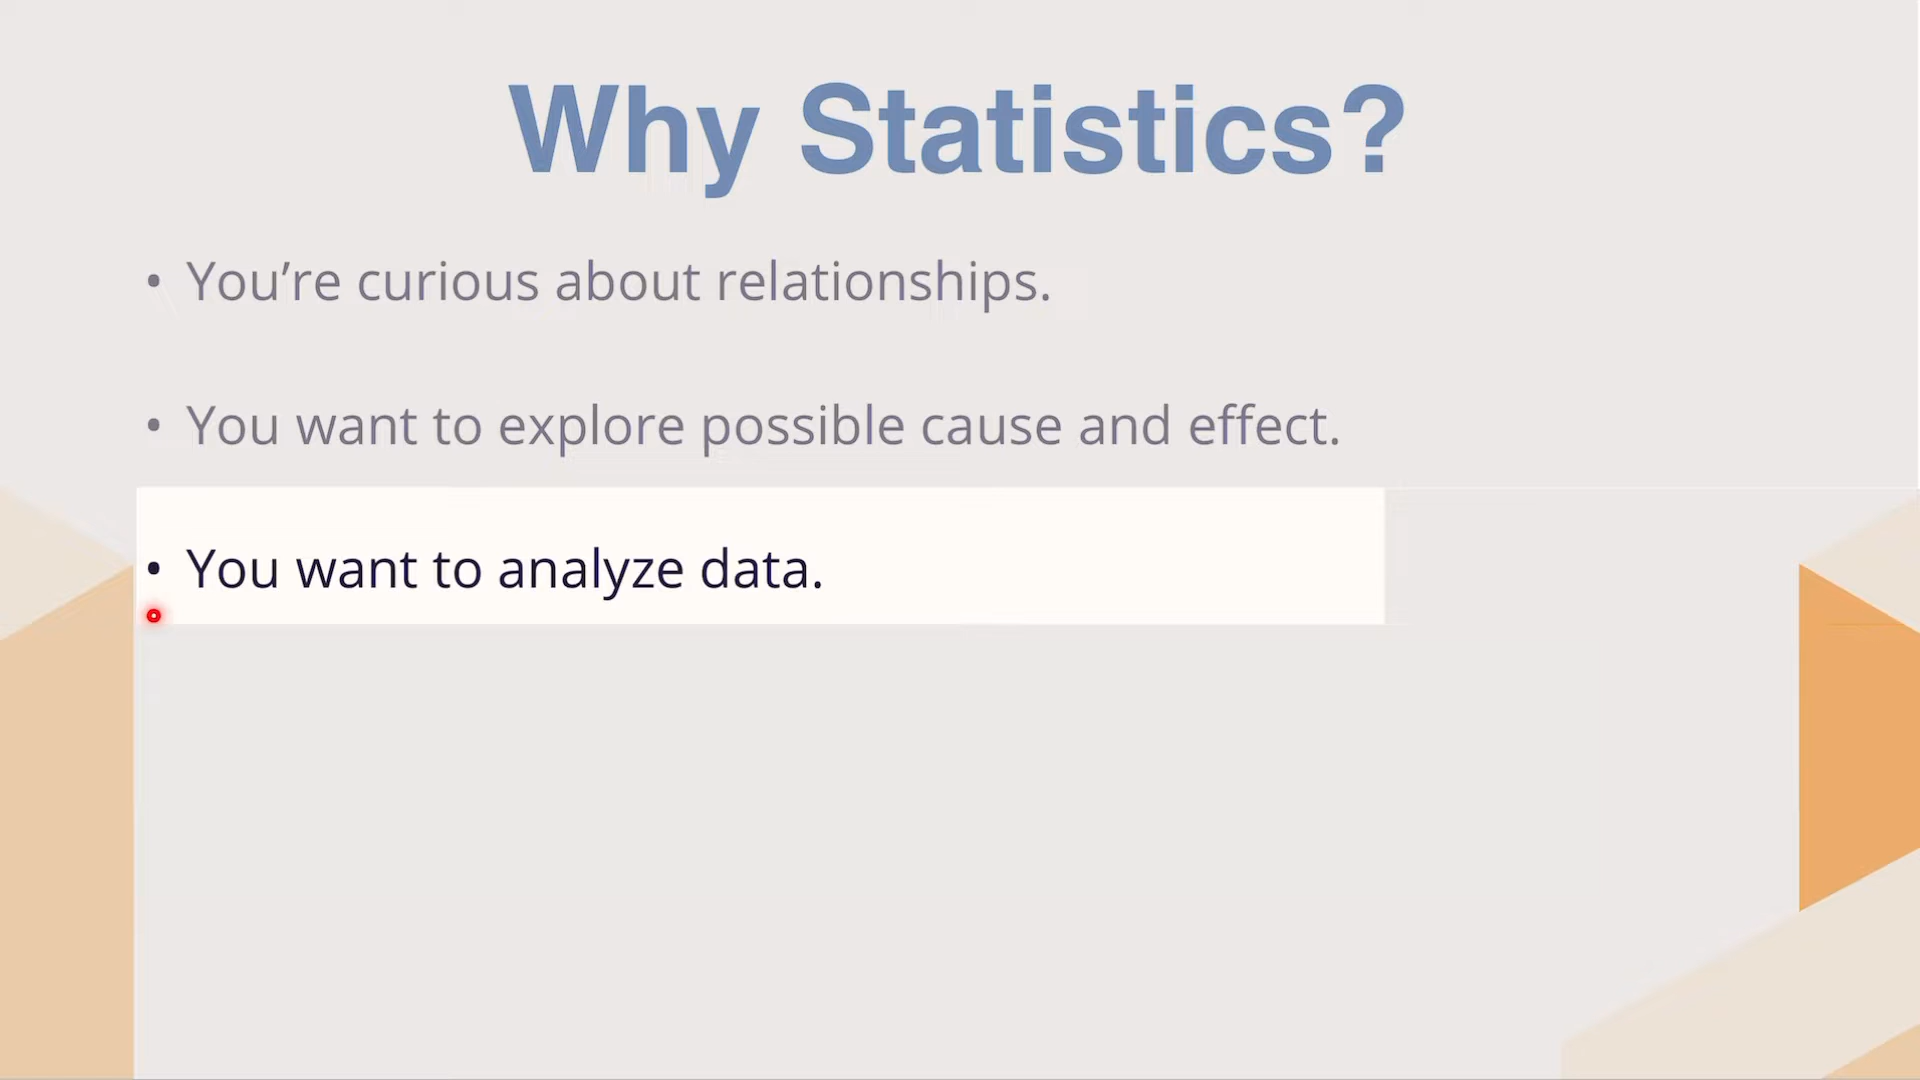 Why Statistics?
• You’re curious about relationships.
• You want to explore possible cause and effect.
• You want to analyze data.